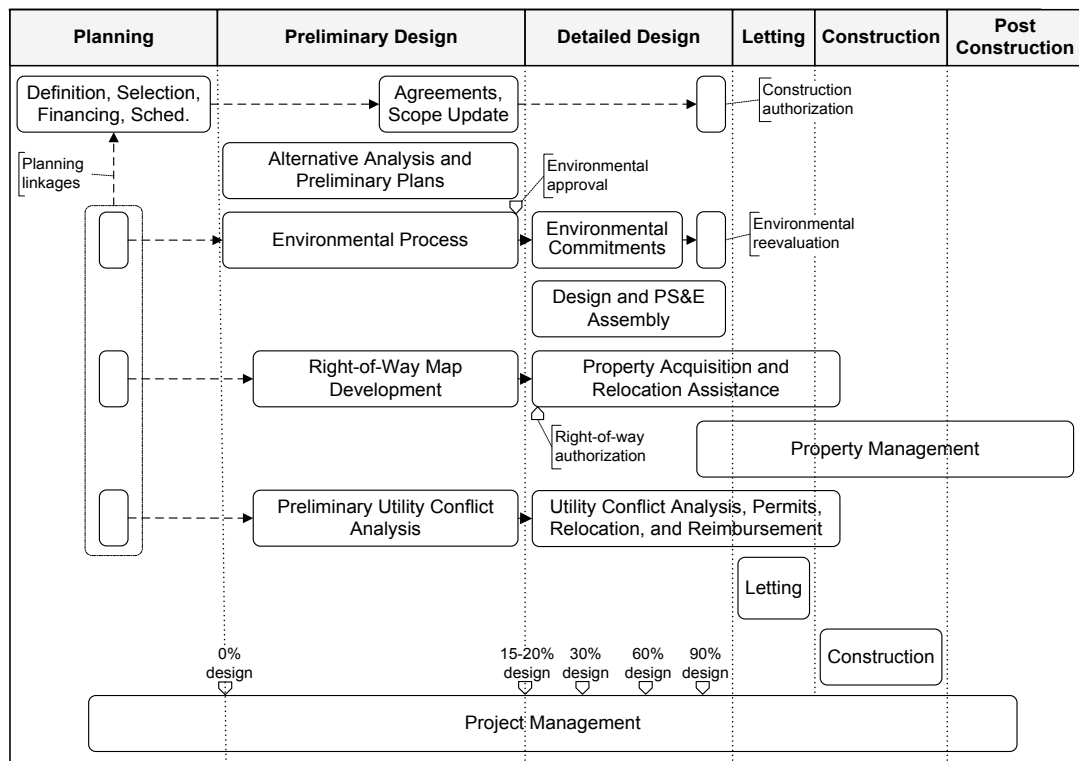 Planning
Preliminary Design
Detailed Design
Letting
Construction
Post
Construction
Definition, Selection,
Financing, Sched.
Agreements,
Scope Update
Construction
authorization
Planning
linkages
Alternative Analysis and
Preliminary Plans
Environmental
approval
Environmental Process
Environmental
Commitments
Environmental
reevaluation
Design and PS&E
Assembly
Right-of-Way Map
Development
Property Acquisition and
Relocation Assistance
Right-of-way
authorization
Property Management
Preliminary Utility Conflict
Analysis
Utility Conflict Analysis, Permits,
Relocation, and Reimbursement
Letting
Construction
0%
design
15-20%
design
30%
design
60%
design
90%
design
Project Management